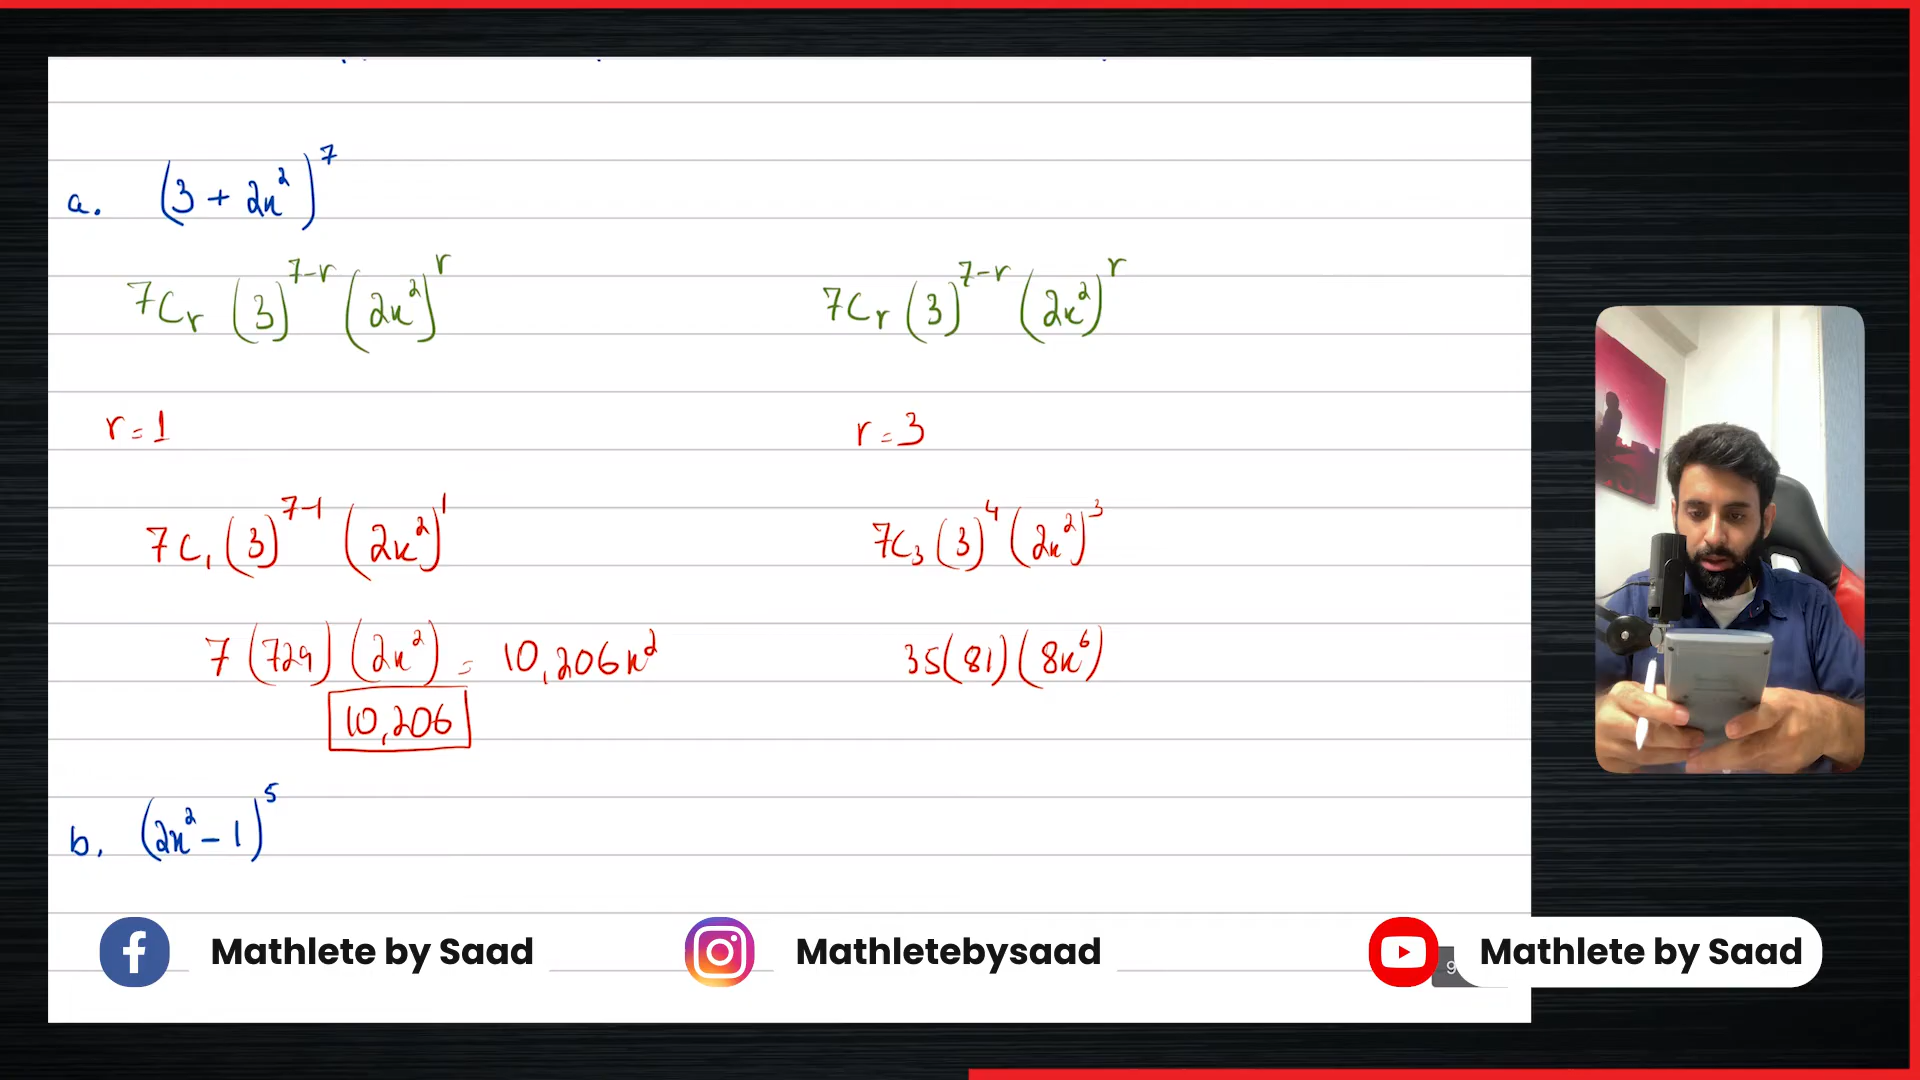 a. (3 + 2x²)⁷
7Cr (3)⁷⁻ʳ (2x²)ʳ
7Cr (3)⁷⁻ʳ (2x²)ʳ
r = 1
r = 3
7C₁ (3)⁷⁻¹ (2x²)¹
7C₃ (3)⁴ (2x²)³
7 (729) (2x²) = 10,206x²
35 (81) (8x⁶)
10,206
b. (2x² - 1)⁵
Mathlete by Saad
Mathletebysaad
Mathlete by Saad
9